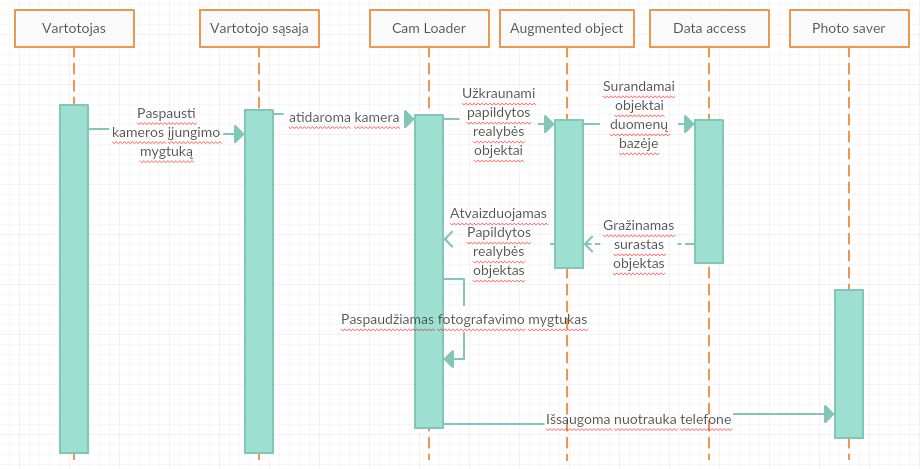 Vartotojas
Vartotojo sąsaja
Cam Loader
Augmented object
Data access
Photo saver
Paspausti
kameros įjungimo
mygtuką
atidaroma kamera
Užkraunami
papildytos
realybės
objektai
Surandamai
objektai
duomenų
bazėje
Atvaizduojamas
Papildytos
realybės
objektas
Gražinamas
surastas
objektas
Paspaudžiamas fotografavimo mygtukas
Išsaugoma nuotrauka telefone